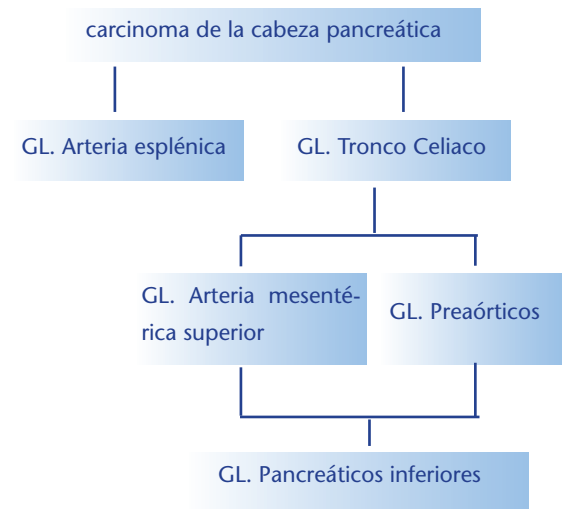 carcinoma de la cabeza pancreática
GL. Arteria esplénica
GL. Tronco Celiaco
GL. Arteria mesenté-
rica superior
GL. Preaórticos
GL. Pancreáticos inferiores